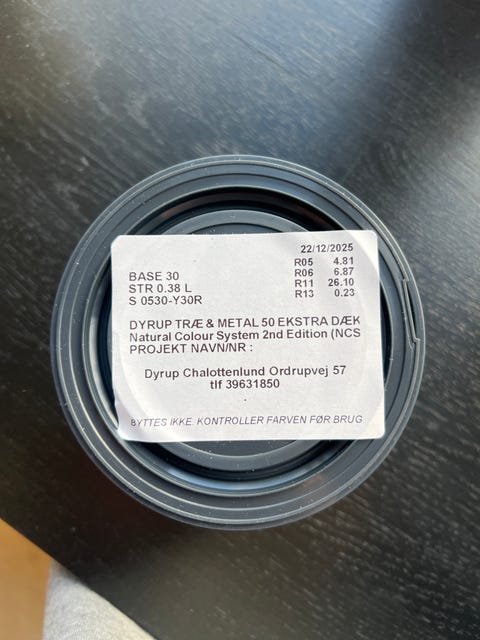 22/12/2025
BASE 30 R05 4.81
STR 0.38 L R06 6.87
S 0530-Y30R R11 26.10
R13 0.23
DYRUP TRÆ & METAL 50 EKSTRA DÆK
Natural Colour System 2nd Edition (NCS
PROJEKT NAVN/NR :
Dyrup Chalottenlund Ordrupvej 57
tlf 39631850
.
BYTTES IKKE. KONTROLLER FARVEN FØR BRUG